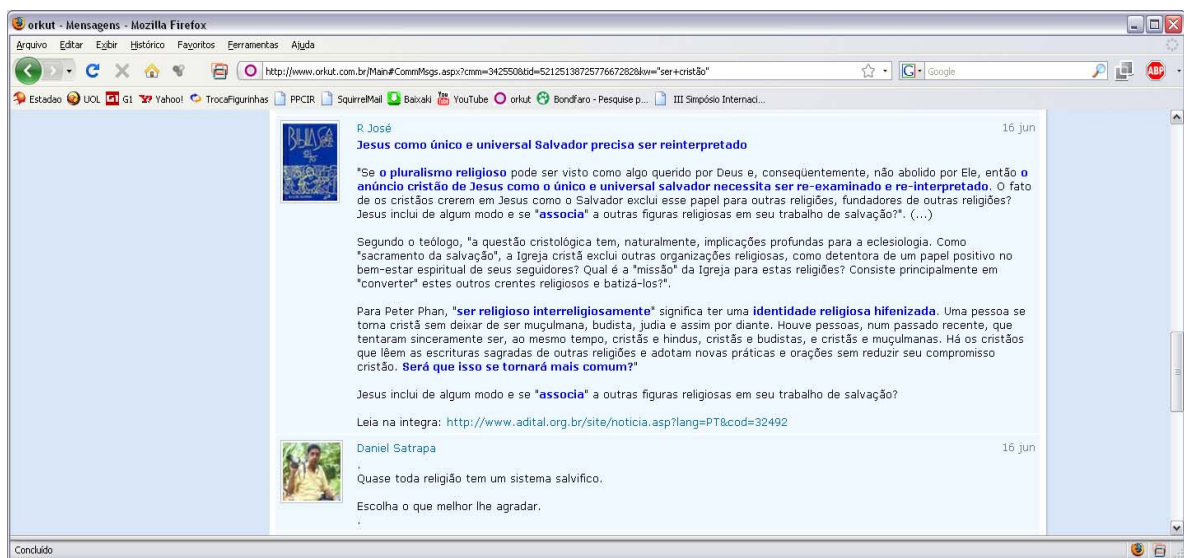 orkut - Mensagens - Mozilla Firefox
Arquivo Editar Exibir Histórico Favoritos Ferramentas Ajuda
http://www.orkut.com.br/Main#CommMsgs.aspx?cmm=342550&tid=5212513872577667282&kw="ser+cristão"
Google
ABP
Estadao UOL G1 Yahoo! TrocaFigurinhas PPCIR SquirrelMail Baixaki YouTube orkut Bondfaro - Pesquise p... III Simpósio Internaci...
R José
16 jun
Jesus como único e universal Salvador precisa ser reinterpretado
"Se o pluralismo religioso pode ser visto como algo querido por Deus e, conseqüentemente, não abolido por Ele, então o
anúncio cristão de Jesus como o único e universal salvador necessita ser re-examinado e re-interpretado. O fato
de os cristãos crerem em Jesus como o Salvador exclui esse papel para outras religiões, fundadores de outras religiões?
Jesus inclui de algum modo e se "associa" a outras figuras religiosas em seu trabalho de salvação?". (...)
Segundo o teólogo, "a questão cristológica tem, naturalmente, implicações profundas para a eclesiologia. Como
"sacramento da salvação", a Igreja cristã exclui outras organizações religiosas, como detentora de um papel positivo no
bem-estar espiritual de seus seguidores? Qual é a "missão" da Igreja para estas religiões? Consiste principalmente em
"converter" estes outros crentes religiosos e batizá-los?".
Para Peter Phan, "ser religioso interreligiosamente" significa ter uma identidade religiosa hifenizada. Uma pessoa se
torna cristã sem deixar de ser muçulmana, budista, judia e assim por diante. Houve pessoas, num passado recente, que
tentaram sinceramente ser, ao mesmo tempo, cristãs e hindus, cristãs e budistas, e cristãs e muçulmanas. Há os cristãos
que lêem as escrituras sagradas de outras religiões e adotam novas práticas e orações sem reduzir seu compromisso
cristão. Será que isso se tornará mais comum?"
Jesus inclui de algum modo e se "associa" a outras figuras religiosas em seu trabalho de salvação?
Leia na integra: http://www.adital.org.br/site/noticia.asp?lang=PT&cod=32492
Daniel Satrapa
16 jun
.
Quase toda religião tem um sistema salvifico.
Escolha o que melhor lhe agradar.
.
Concluído